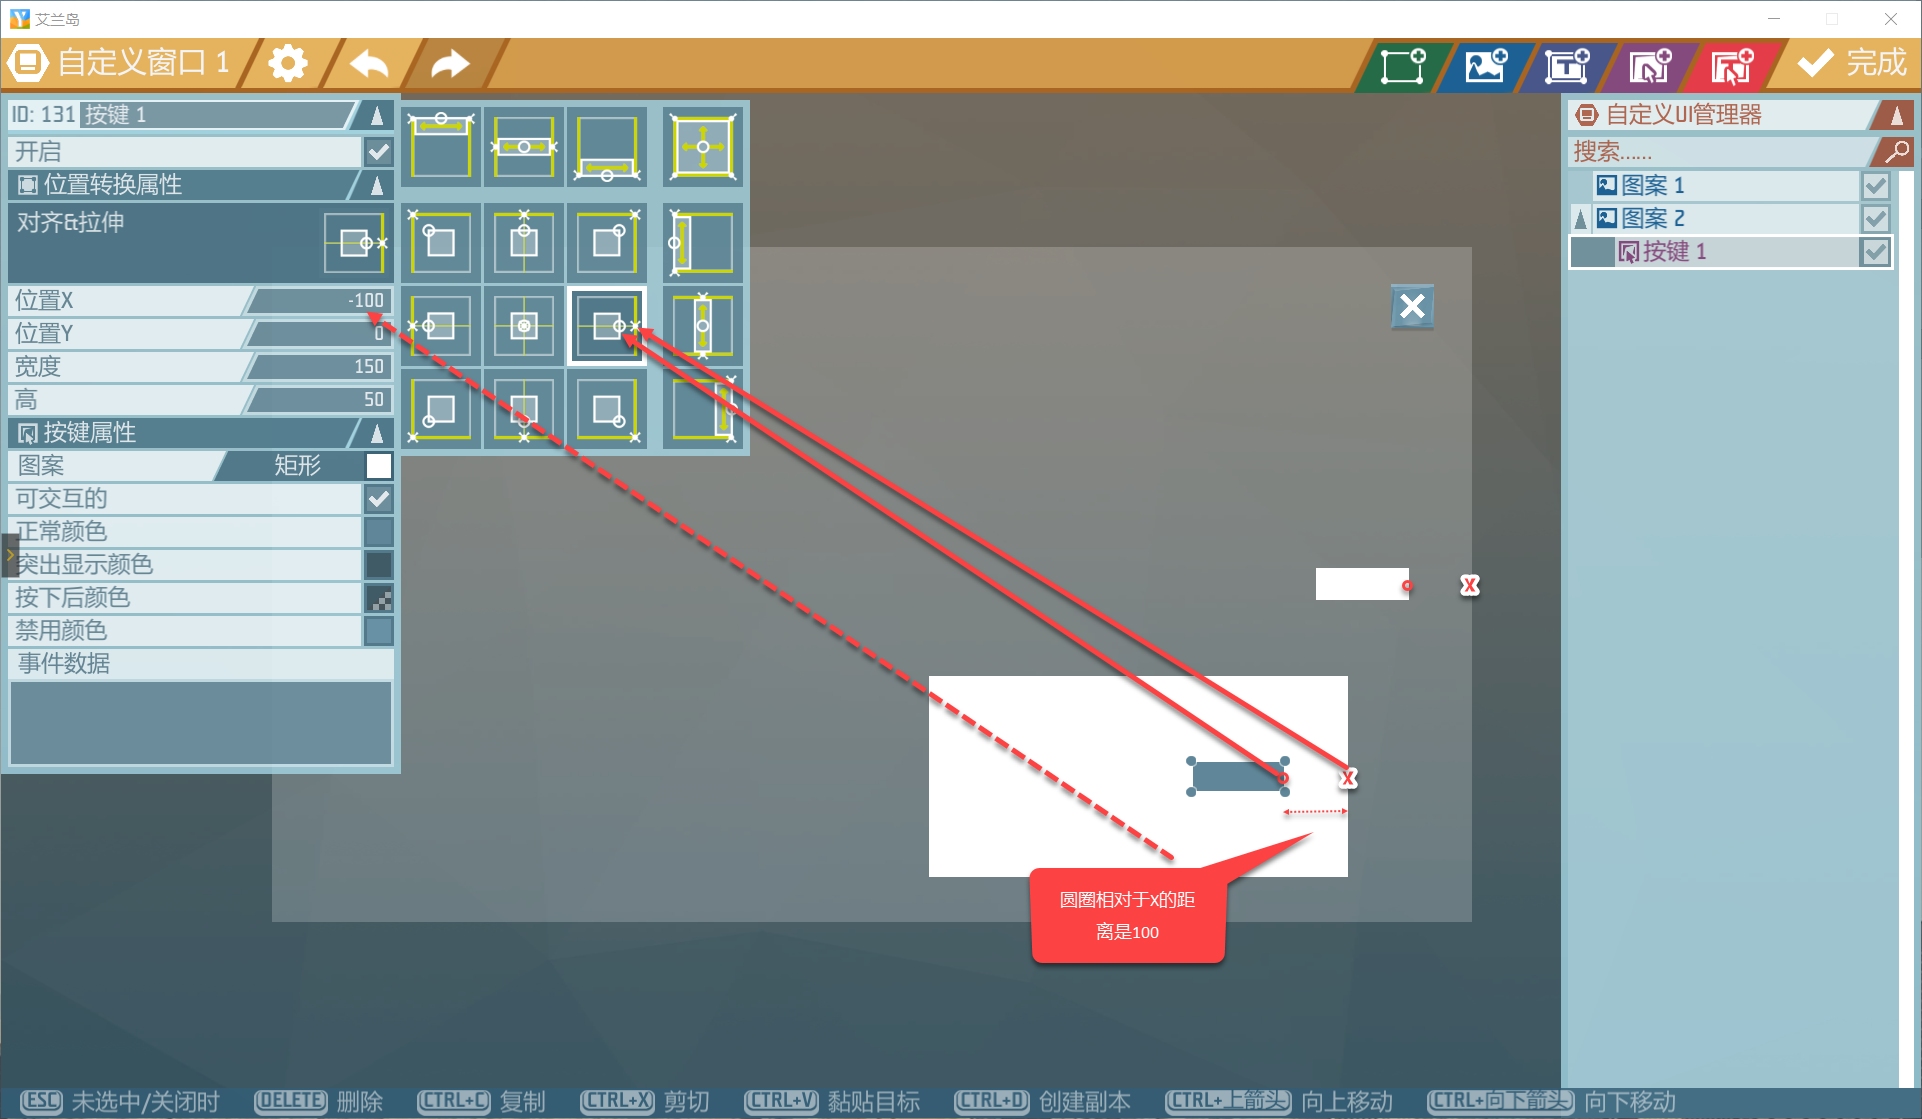 艾兰岛
自定义窗口 1
完成
ID: 131 按键 1
开启
位置转换属性
对齐&拉伸
位置X -100
位置Y 0
宽度 150
高 50
按键属性
图案 矩形
可交互的
正常颜色
突出显示颜色
按下后颜色
禁用颜色
事件数据
自定义UI管理器
搜索......
图案 1
图案 2
按键 1
X
X
圆圈相对于x的距
离是100
ESC 未选中/关闭时 DELETE 删除 CTRL+C 复制 CTRL+X 剪切 CTRL+V 黏贴目标 CTRL+D 创建副本 CTRL+上箭头 向上移动 CTRL+向下箭头 向下移动